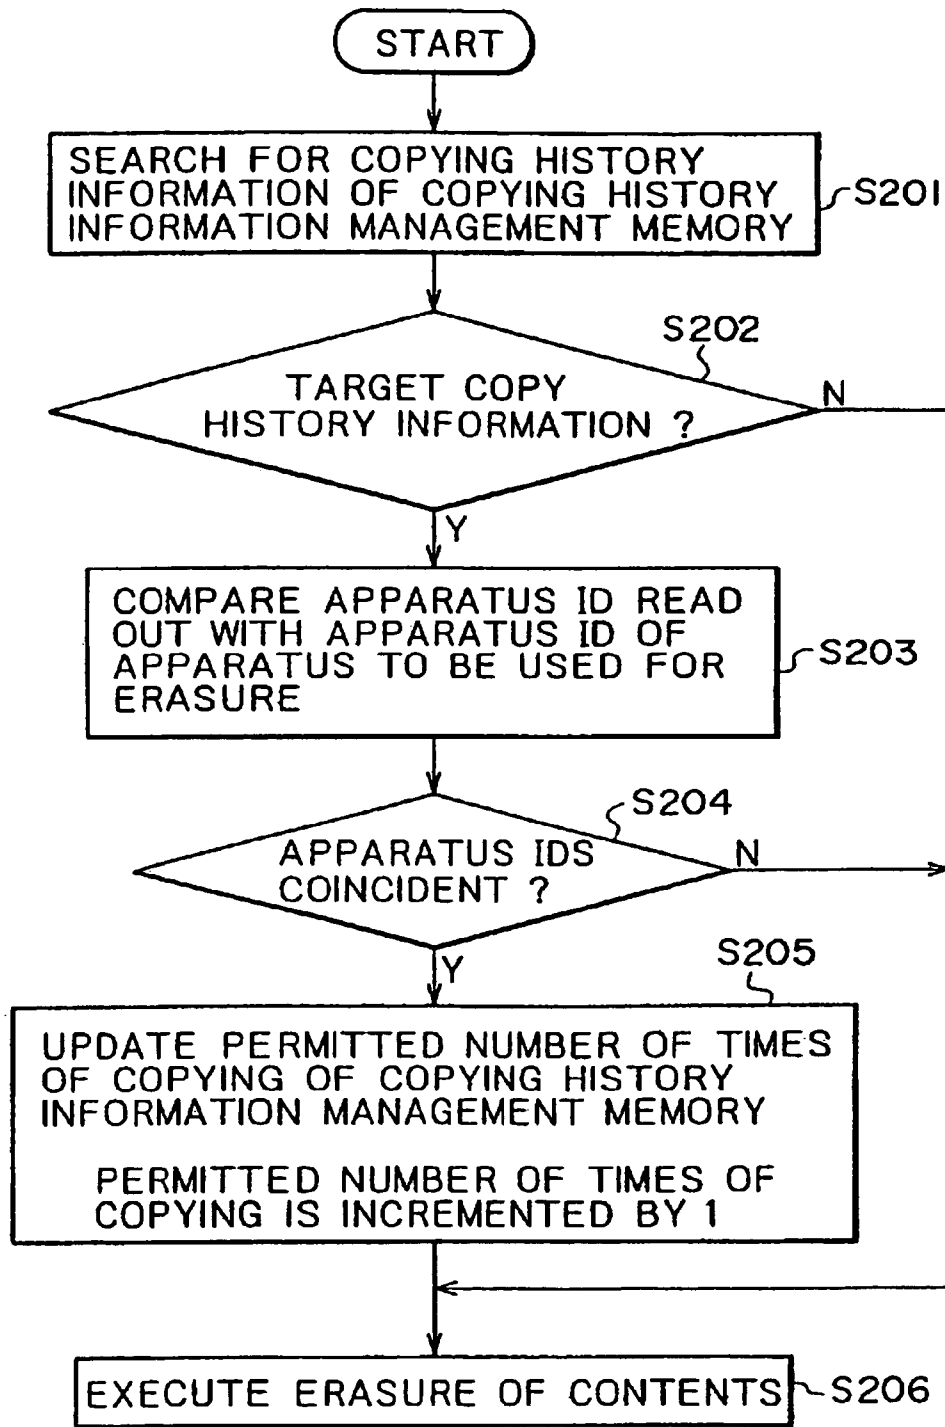 START
SEARCH FOR COPYING HISTORY
INFORMATION OF COPYING HISTORY
INFORMATION MANAGEMENT MEMORY
S201
S202
TARGET COPY
HISTORY INFORMATION ?
N
Y
COMPARE APPARATUS ID READ
OUT WITH APPARATUS ID OF
APPARATUS TO BE USED FOR
ERASURE
S203
S204
APPARATUS IDS
COINCIDENT ?
N
Y
S205
UPDATE PERMITTED NUMBER OF TIMES
OF COPYING OF COPYING HISTORY
INFORMATION MANAGEMENT MEMORY
PERMITTED NUMBER OF TIMES OF
COPYING IS INCREMENTED BY 1
EXECUTE ERASURE OF CONTENTS
S206